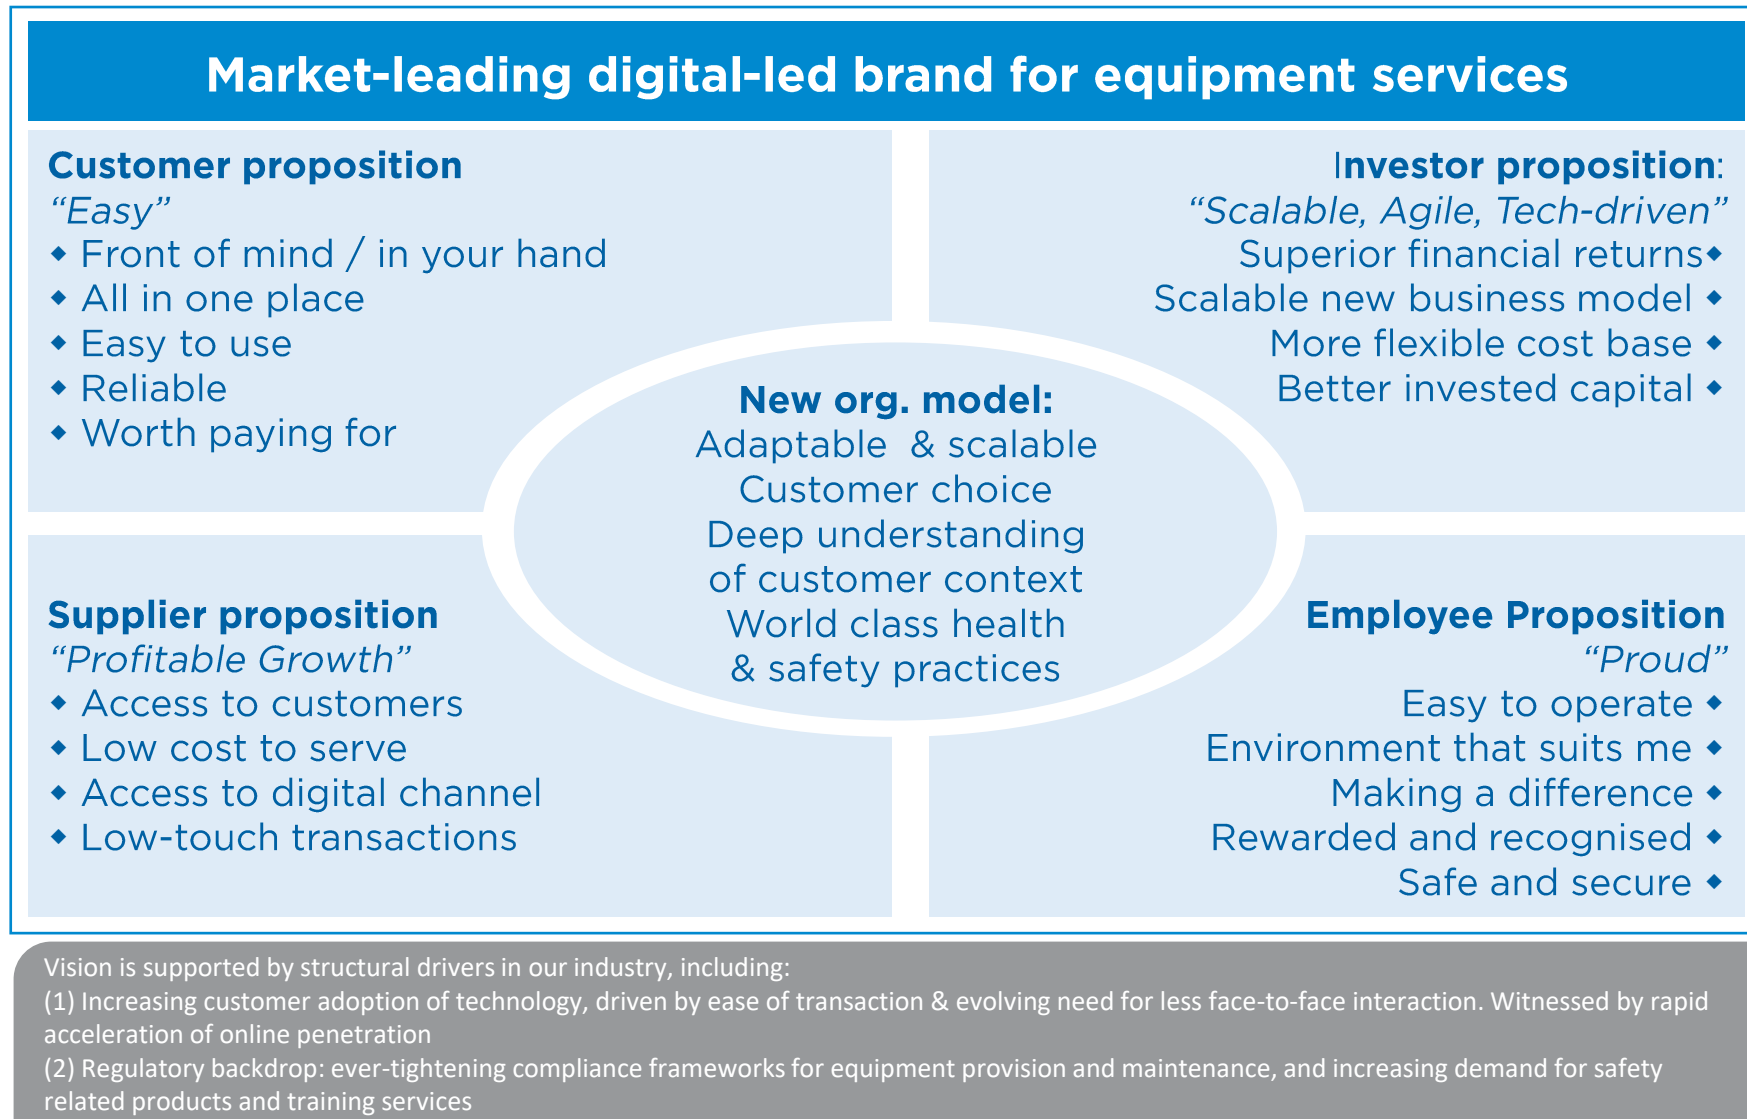 Market-leading digital-led brand for equipment services
Customer proposition
“Easy”
◆ Front of mind / in your hand
◆ All in one place
◆ Easy to use
◆ Reliable
◆ Worth paying for
Investor proposition:
“Scalable, Agile, Tech-driven”
Superior financial returns◆
Scalable new business model ◆
More flexible cost base ◆
Better invested capital ◆
New org. model:
Adaptable & scalable
Customer choice
Deep understanding
of customer context
World class health
& safety practices
Supplier proposition
“Profitable Growth”
◆ Access to customers
◆ Low cost to serve
◆ Access to digital channel
◆ Low-touch transactions
Employee Proposition
“Proud”
Easy to operate ◆
Environment that suits me ◆
Making a difference ◆
Rewarded and recognised ◆
Safe and secure ◆
Vision is supported by structural drivers in our industry, including:
(1) Increasing customer adoption of technology, driven by ease of transaction & evolving need for less face-to-face interaction. Witnessed by rapid
acceleration of online penetration
(2) Regulatory backdrop: ever-tightening compliance frameworks for equipment provision and maintenance, and increasing demand for safety
related products and training services